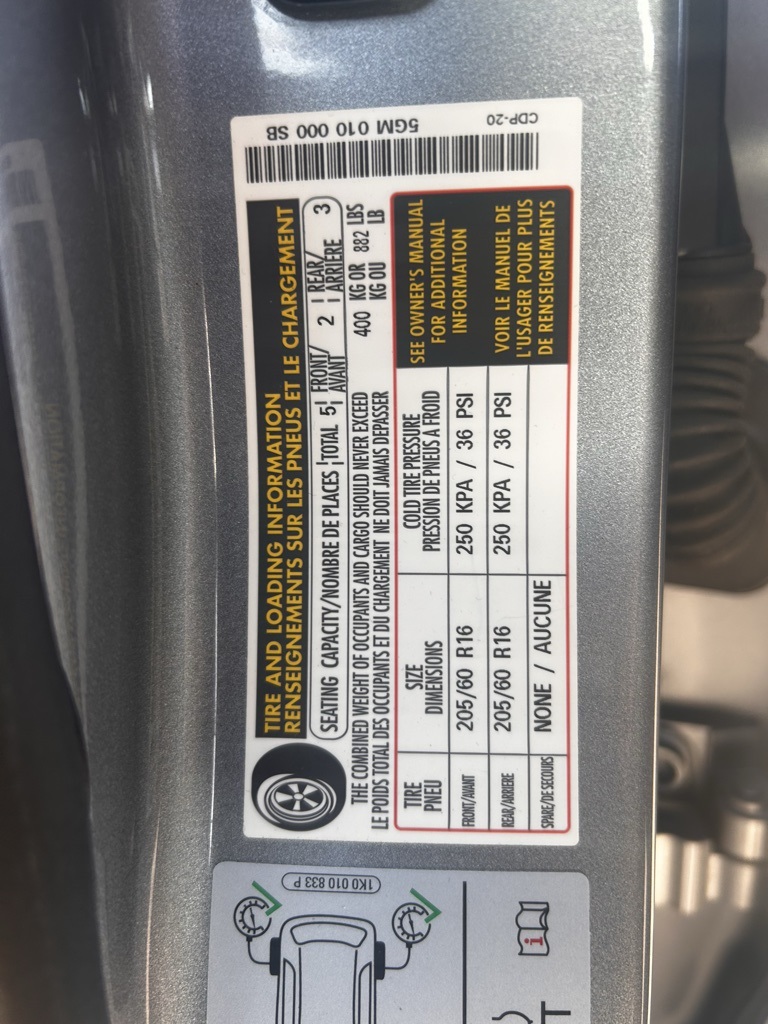 TIRE AND LOADING INFORMATION
RENSEIGNEMENTS SUR LES PNEUS ET LE CHARGEMENT
SEATING CAPACITY/NOMBRE DE PLACES | TOTAL 5 | FRONT/AVANT 2 | REAR/ARRIÈRE 3
THE COMBINED WEIGHT OF OCCUPANTS AND CARGO SHOULD NEVER EXCEED 400 KG OR 882 LBS
LE POIDS TOTAL DES OCCUPANTS ET DU CHARGEMENT NE DOIT JAMAIS DEPASSER KG OU LB
TIRE
PNEU
SIZE
DIMENSIONS
COLD TIRE PRESSURE
PRESSION DE PNEUS À FROID
FRONT/AVANT 205/60 R16 250 KPA / 36 PSI
REAR/ARRIERE 205/60 R16 250 KPA / 36 PSI
SPARE/DE SECOURS NONE / AUCUNE
SEE OWNER'S MANUAL
FOR ADDITIONAL
INFORMATION
VOIR LE MANUEL DE
L'USAGER POUR PLUS
DE RENSEIGNEMENTS
5GM 010 000 SB
CDP-20
1K0 010 833 P
i